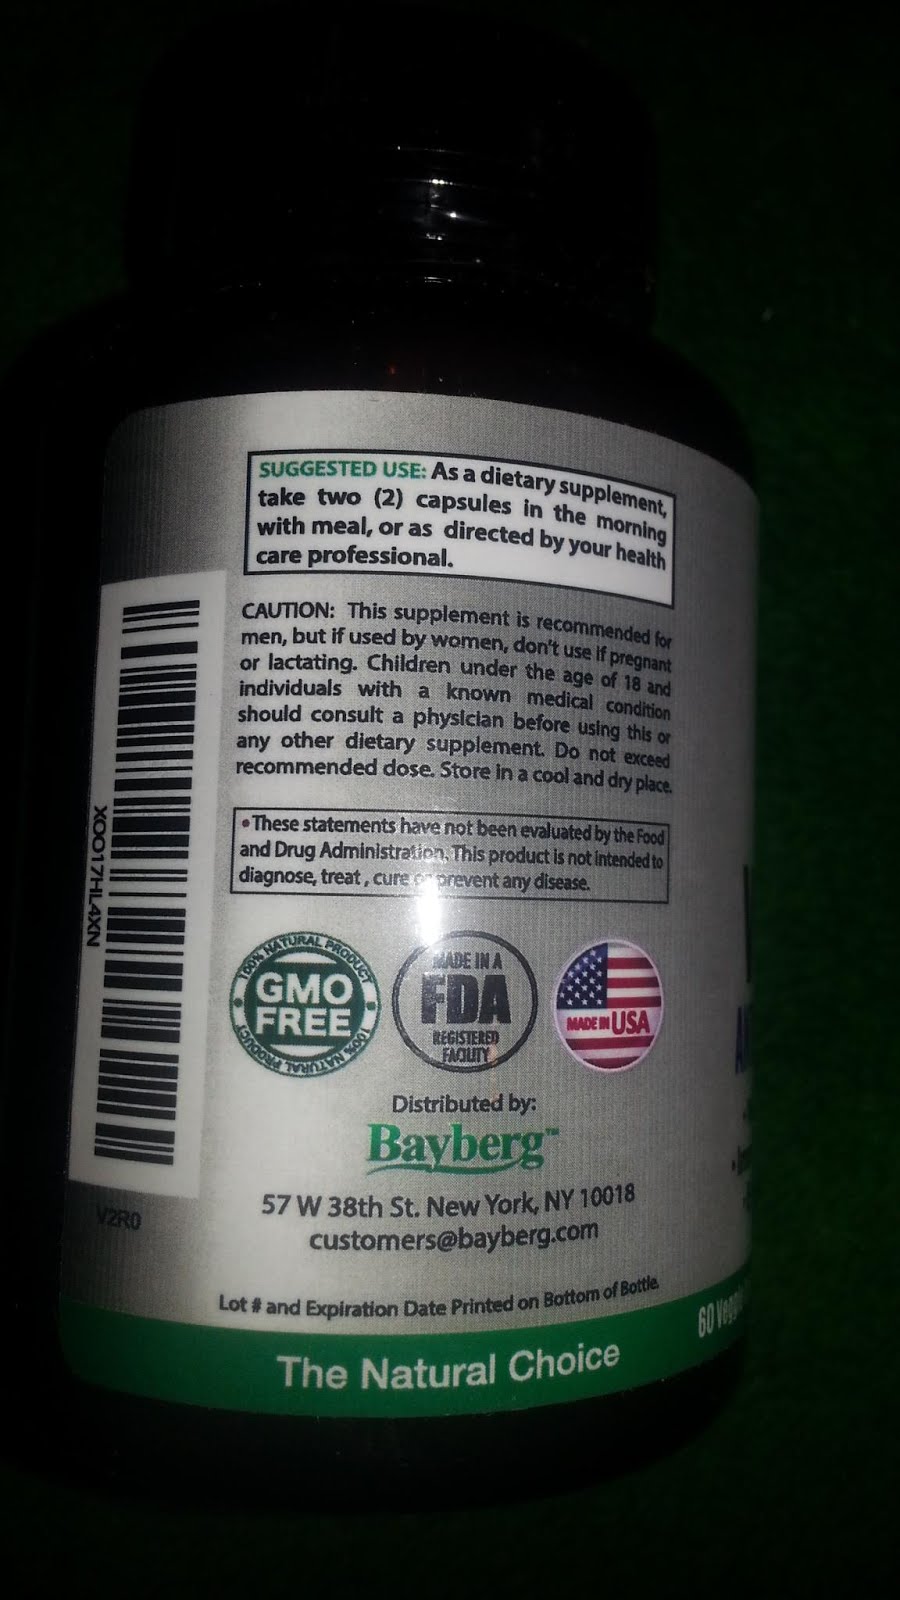 SUGGESTED USE: As a dietary supplement,
take two (2) capsules in the morning
with meal, or as directed by your health
care professional.
CAUTION: This supplement is recommended for
men, but if used by women, don't use if pregnant
or lactating. Children under the age of 18 and
individuals with a known medical condition
should consult a physician before using this or
any other dietary supplement. Do not exceed
recommended dose. Store in a cool and dry place.
•These statements have not been evaluated by the Food
and Drug Administration. This product is not intended to
diagnose, treat , cure or prevent any disease.
XOO17HL4XN
V2R0
100% NATURAL PRODUCT
GMO
FREE
100% NATURAL PRODUCT
MADE IN A
FDA
REGISTERED
FACILITY
MADE IN USA
Distributed by:
Bayberg™
57 W 38th St. New York, NY 10018
customers@bayberg.com
Lot # and Expiration Date Printed on Bottom of Bottle.
The Natural Choice
60